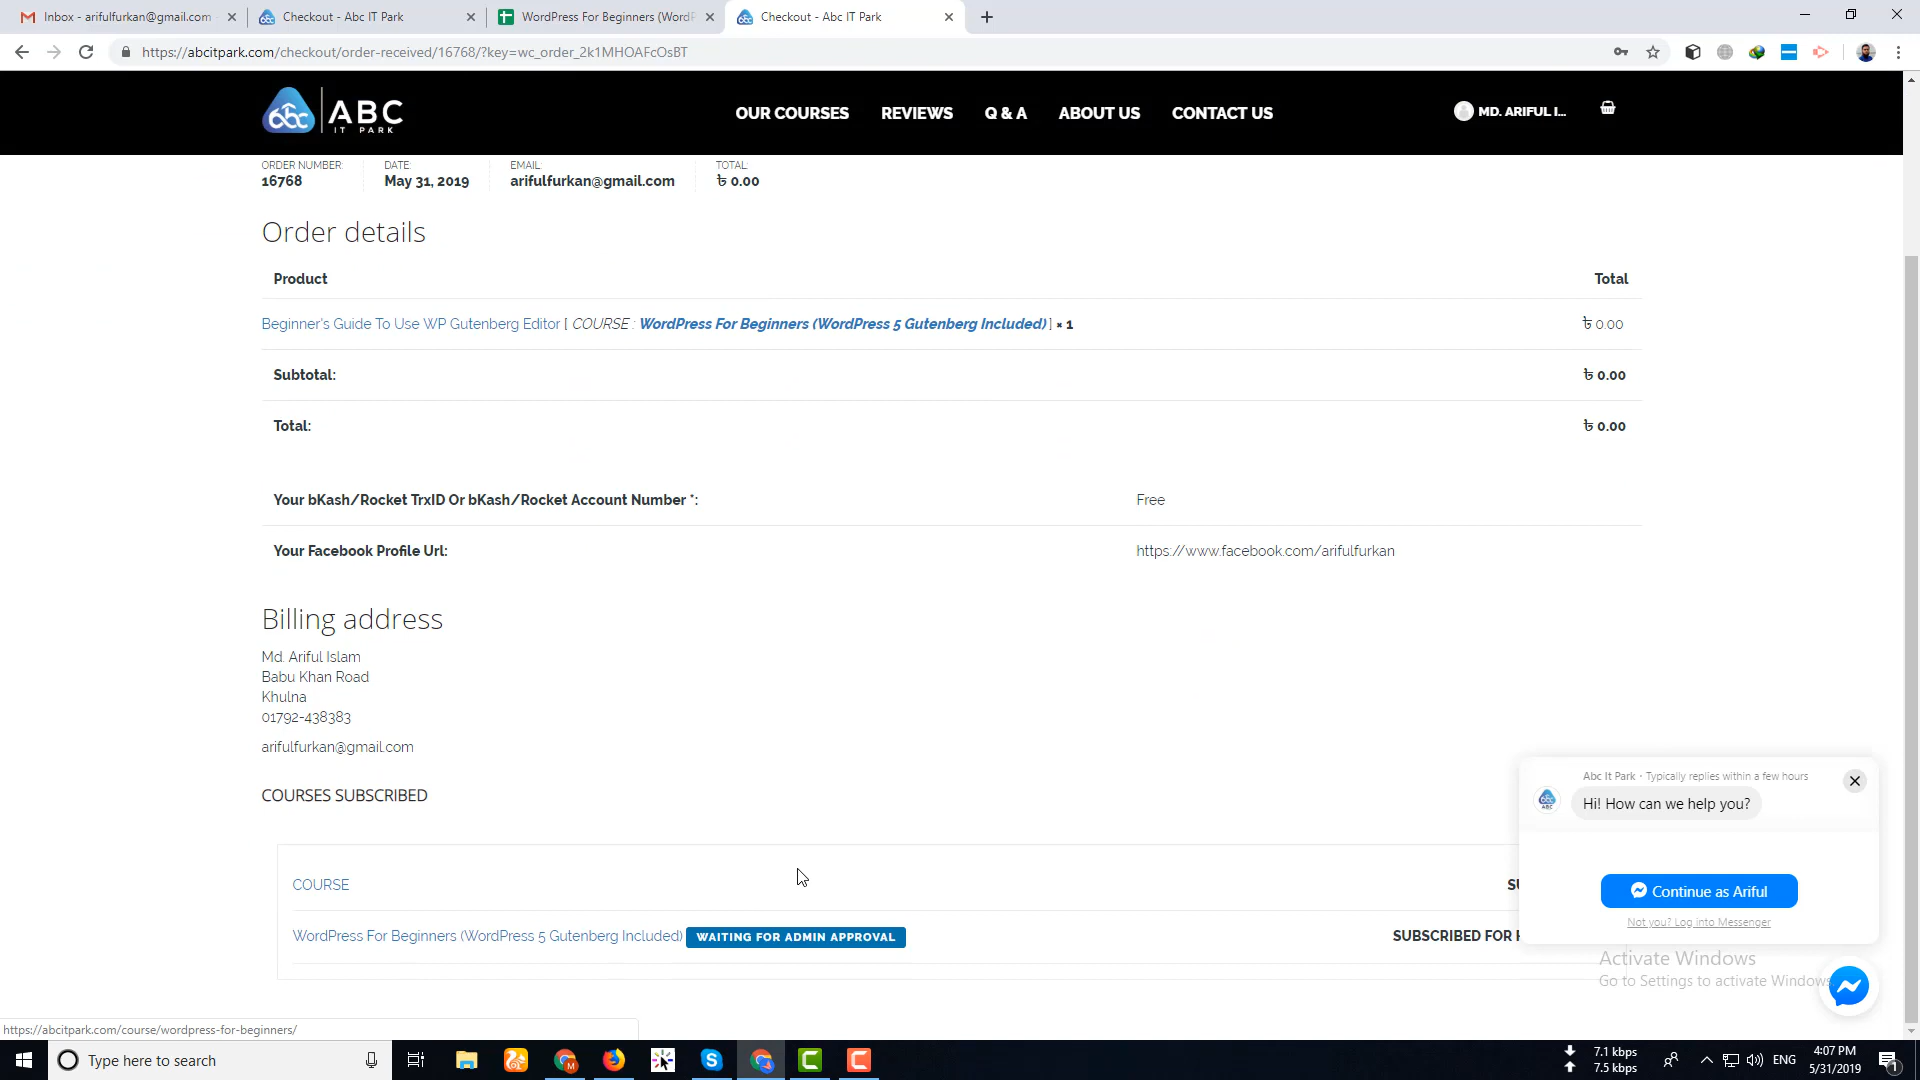 Inbox - arifulfurkan@gmail.com
Checkout - Abc IT Park
WordPress For Beginners (WordP
Checkout - Abc IT Park
https://abcitpark.com/checkout/order-received/16768/?key=wc_order_2k1MHOAFcOsBT
abc ABC IT PARK
OUR COURSES REVIEWS Q & A ABOUT US CONTACT US
MD. ARIFUL I...
ORDER NUMBER: DATE: EMAIL: TOTAL:
16768 May 31, 2019 arifulfurkan@gmail.com ৳ 0.00
Order details
Product Total
Beginner's Guide To Use WP Gutenberg Editor [ COURSE : WordPress For Beginners (WordPress 5 Gutenberg Included) ] × 1 ৳ 0.00
Subtotal: ৳ 0.00
Total: ৳ 0.00
Your bKash/Rocket TrxID Or bKash/Rocket Account Number *: Free
Your Facebook Profile Url: https://www.facebook.com/arifulfurkan
Billing address
Md. Ariful Islam
Babu Khan Road
Khulna
01792-438383
arifulfurkan@gmail.com
COURSES SUBSCRIBED
COURSE
WordPress For Beginners (WordPress 5 Gutenberg Included) WAITING FOR ADMIN APPROVAL SUBSCRIBED FOR
Abc It Park • Typically replies within a few hours
Hi! How can we help you?
Continue as Ariful
Not you? Log into Messenger
Activate Windows
Go to Settings to activate Windows
https://abcitpark.com/course/wordpress-for-beginners/
Type here to search
7.1 kbps
7.5 kbps
ENG
4:07 PM
5/31/2019
1